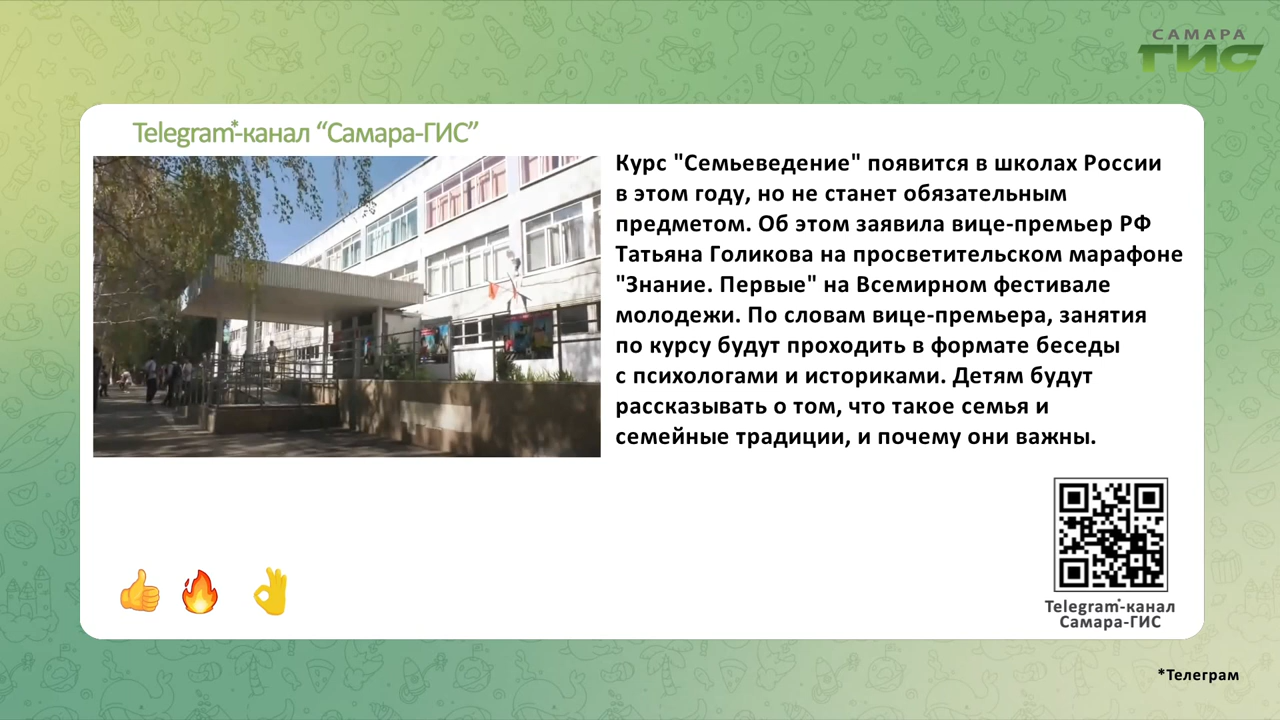 САМАРА
ГИС
Telegram*-канал “Самара-ГИС”
Курс "Семьеведение" появится в школах России
в этом году, но не станет обязательным
предметом. Об этом заявила вице-премьер РФ
Татьяна Голикова на просветительском марафоне
"Знание. Первые" на Всемирном фестивале
молодежи. По словам вице-премьера, занятия
по курсу будут проходить в формате беседы
с психологами и историками. Детям будут
рассказывать о том, что такое семья и
семейные традиции, и почему они важны.
Telegram*-канал
Самара-ГИС
*Телеграм